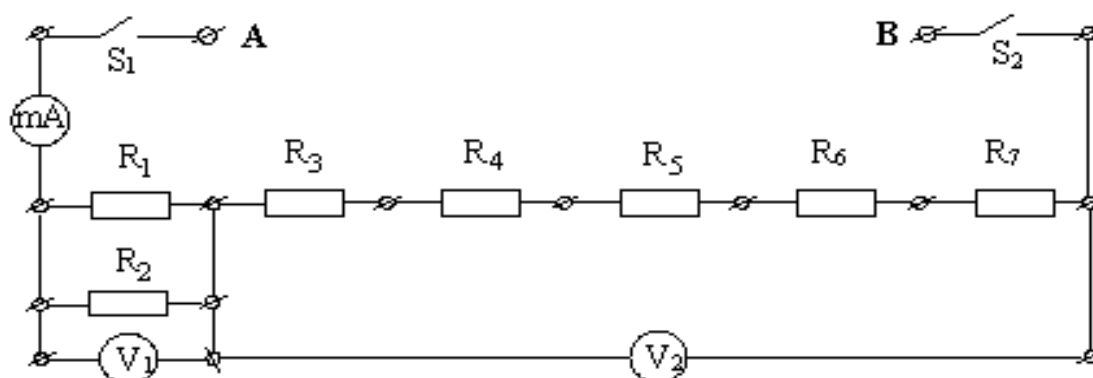 A B
S₁ S₂
mA
R₁ R₃ R₄ R₅ R₆ R₇
R₂
V₁ V₂